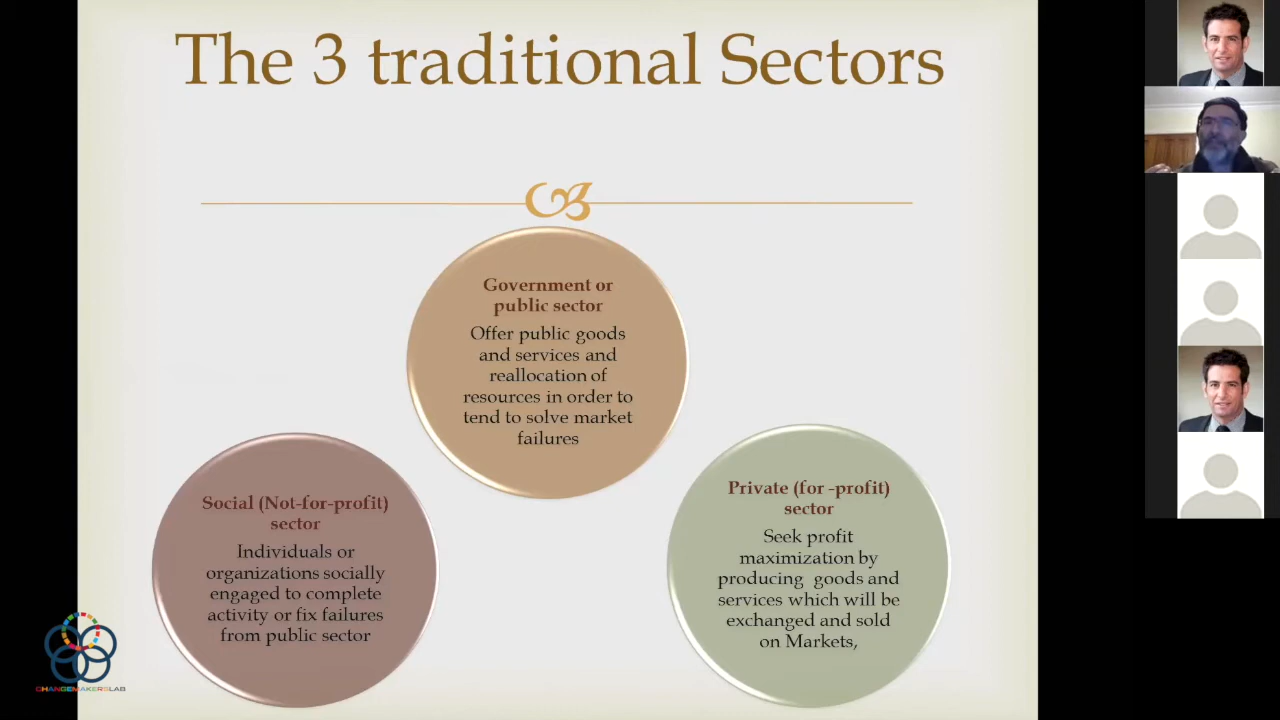 The 3 traditional Sectors
Government or
public sector
Offer public goods
and services and
reallocation of
resources in order to
tend to solve market
failures
Social (Not-for-profit)
sector
Individuals or
organizations socially
engaged to complete
activity or fix failures
from public sector
Private (for -profit)
sector
Seek profit
maximization by
producing goods and
services which will be
exchanged and sold
on Markets,
CHANGEMAKERSLAB